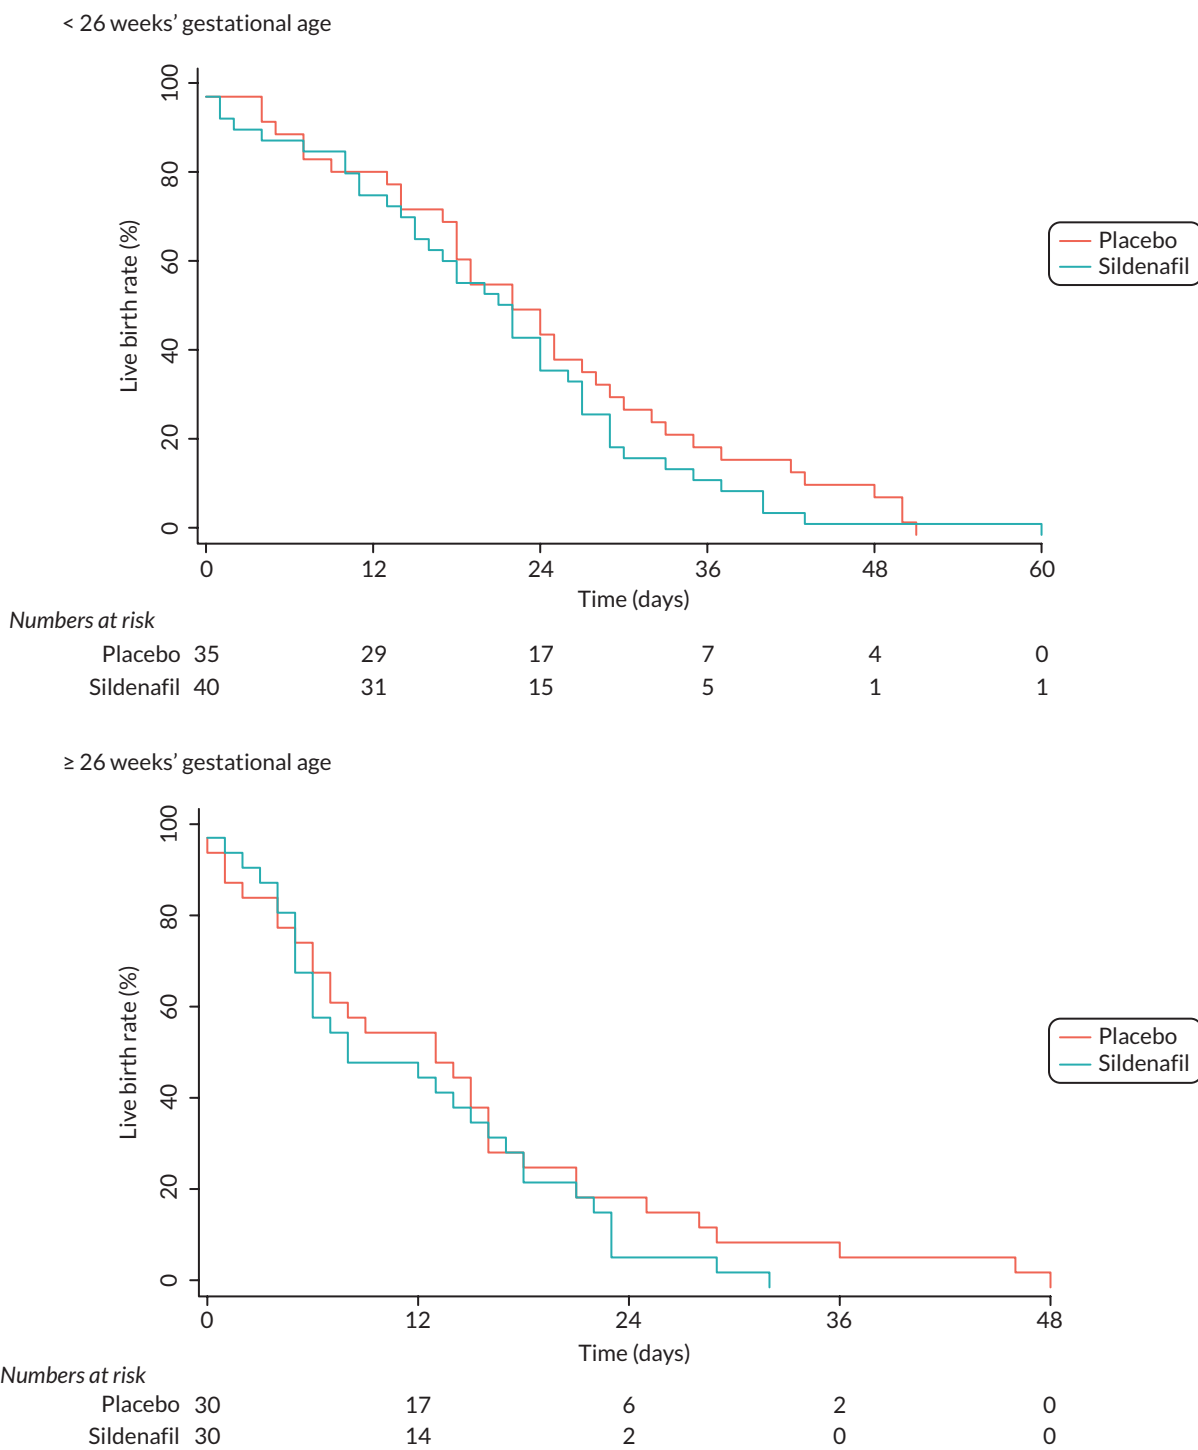 < 26 weeks’ gestational age
100
80
60
40
20
0
Live birth rate (%)
Placebo
Sildenafil
0 12 24 36 48 60
Time (days)
Numbers at risk
Placebo 35 29 17 7 4 0
Sildenafil 40 31 15 5 1 1
≥ 26 weeks’ gestational age
100
80
60
40
20
0
Live birth rate (%)
Placebo
Sildenafil
0 12 24 36 48
Time (days)
Numbers at risk
Placebo 30 17 6 2 0
Sildenafil 30 14 2 0 0